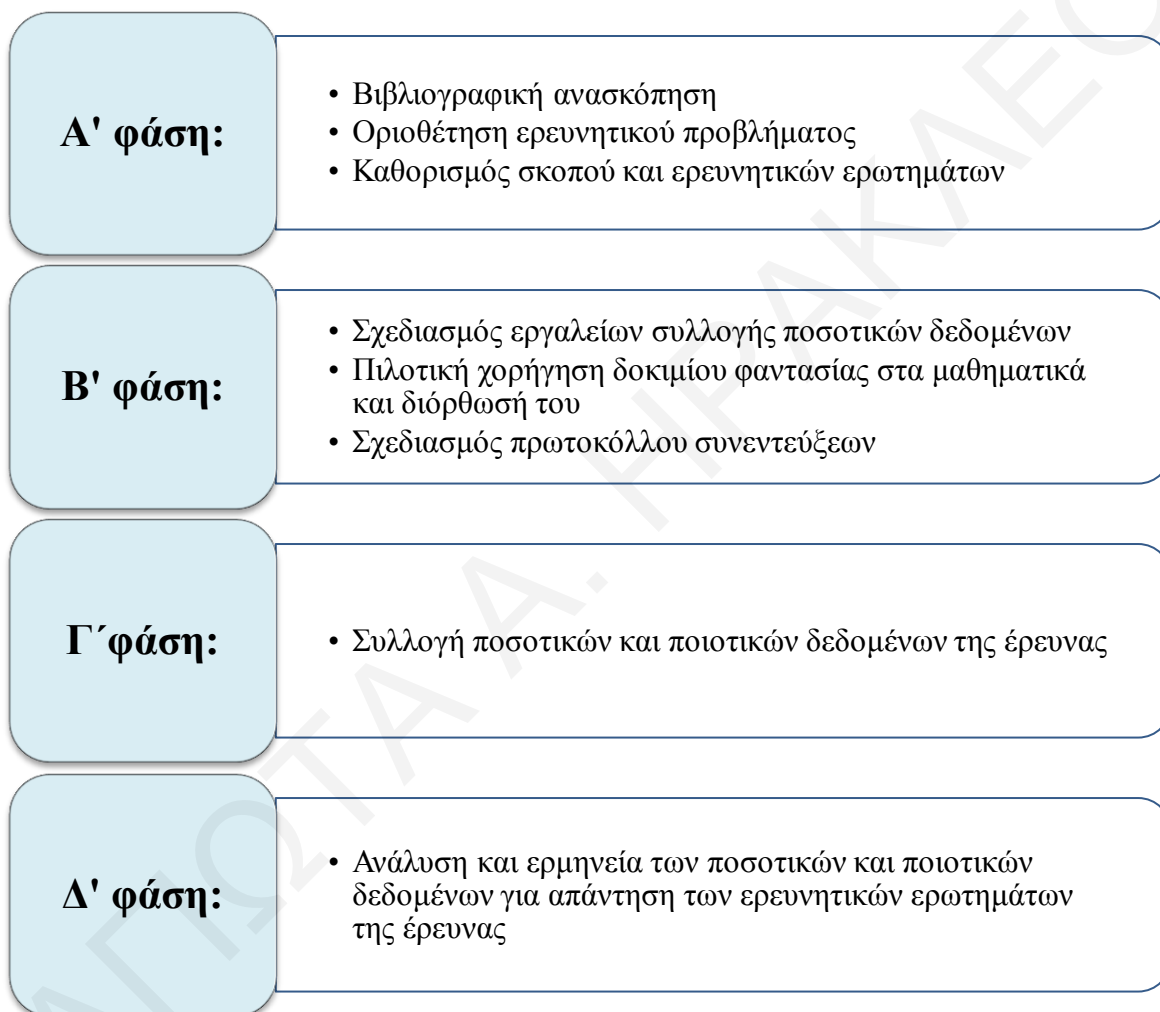 Α' φάση:
• Βιβλιογραφική ανασκόπηση
• Οριοθέτηση ερευνητικού προβλήματος
• Καθορισμός σκοπού και ερευνητικών ερωτημάτων
Β' φάση:
• Σχεδιασμός εργαλείων συλλογής ποσοτικών δεδομένων
• Πιλοτική χορήγηση δοκιμίου φαντασίας στα μαθηματικά
και διόρθωσή του
• Σχεδιασμός πρωτοκόλλου συνεντεύξεων
Γ΄φάση:
• Συλλογή ποσοτικών και ποιοτικών δεδομένων της έρευνας
Δ' φάση:
• Ανάλυση και ερμηνεία των ποσοτικών και ποιοτικών
δεδομένων για απάντηση των ερευνητικών ερωτημάτων
της έρευνας